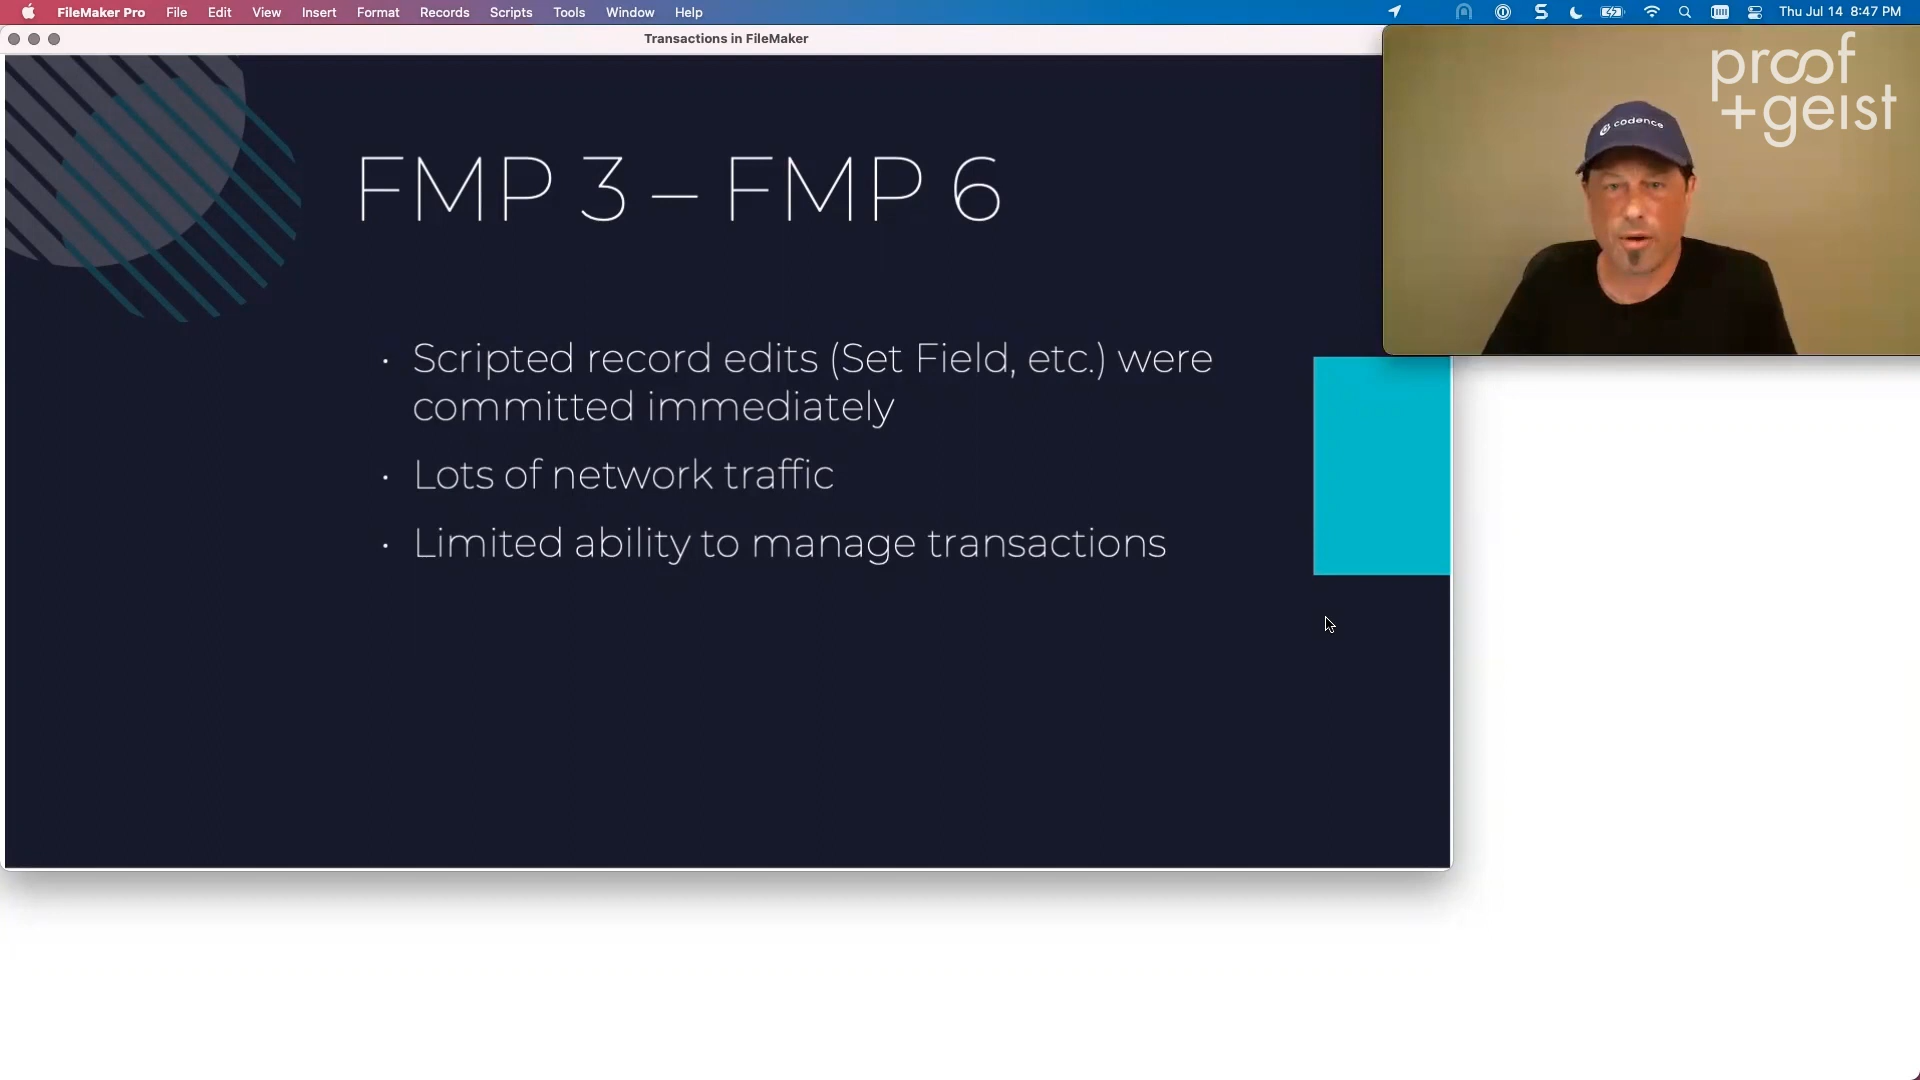 FileMaker Pro File Edit View Insert Format Records Scripts Tools Window Help Thu Jul 14 8:47 PM
Transactions in FileMaker
proof
+geist
codence
FMP 3 – FMP 6
• Scripted record edits (Set Field, etc.) were
committed immediately
• Lots of network traffic
• Limited ability to manage transactions